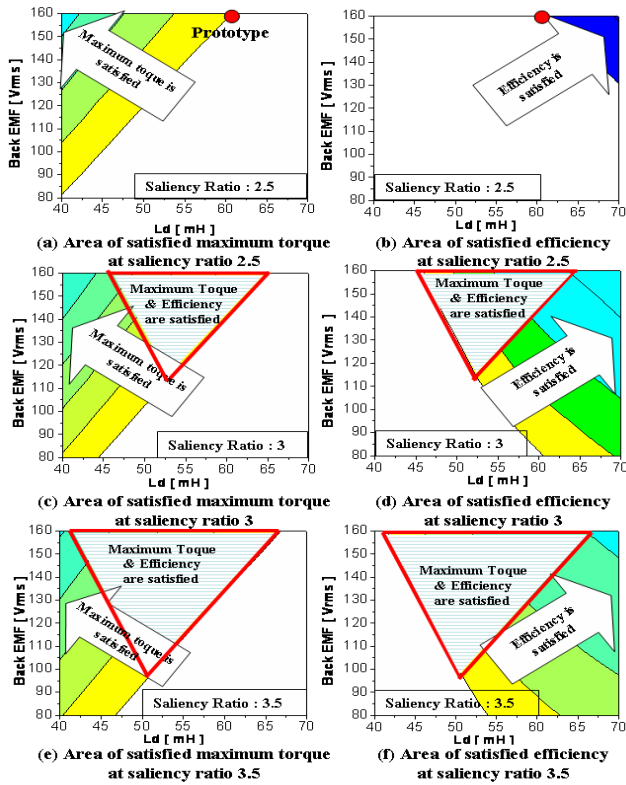 160
150
140
130
120
110
100
90
80
Back EMF [ Vrms ]
Maximum toque is
satisfied
Prototype
Saliency Ratio : 2.5
40 45 50 55 60 65 70
Ld [ mH ]
(a) Area of satisfied maximum torque
at saliency ratio 2.5
160
150
140
130
120
110
100
90
80
Back EMF [ Vrms ]
Efficiency is
satisfied
Saliency Ratio : 2.5
40 45 50 55 60 65 70
Ld [ mH ]
(b) Area of satisfied efficiency
at saliency ratio 2.5
160
150
140
130
120
110
100
90
80
Back EMF [ Vrms ]
Maximum Toque
& Efficiency
are satisfied
Maximum toque is
satisfied
Saliency Ratio : 3
40 45 50 55 60 65 70
Ld [ mH ]
(c) Area of satisfied maximum torque
at saliency ratio 3
160
150
140
130
120
110
100
90
80
Back EMF [ Vrms ]
Maximum Toque
& Efficiency
are satisfied
Efficiency is
satisfied
Saliency Ratio : 3
40 45 50 55 60 65 70
Ld [ mH ]
(d) Area of satisfied efficiency
at saliency ratio 3
160
150
140
130
120
110
100
90
80
Back EMF [ Vrms ]
Maximum Toque
& Efficiency
are satisfied
Maximum toque is
satisfied
Saliency Ratio : 3.5
40 45 50 55 60 65 70
Ld [ mH ]
(e) Area of satisfied maximum torque
at saliency ratio 3.5
160
150
140
130
120
110
100
90
80
Back EMF [ Vrms ]
Maximum Toque
& Efficiency
are satisfied
Efficiency is
satisfied
Saliency Ratio : 3.5
40 45 50 55 60 65 70
Ld [ mH ]
(f) Area of satisfied efficiency
at saliency ratio 3.5